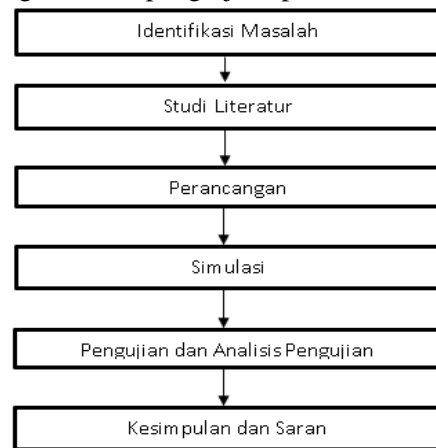 Identifikasi Masalah
Studi Literatur
Perancangan
Simulasi
Pengujian dan Analisis Pengujian
Kesimpulan dan Saran